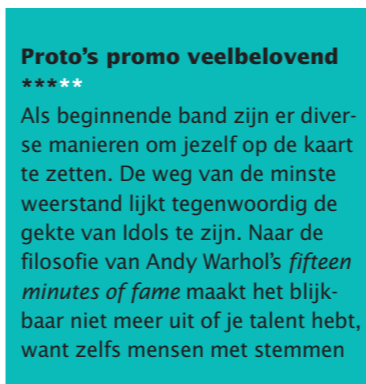 Proto's promo veelbelovend
*****
Als beginnende band zijn er diver-
se manieren om jezelf op de kaart
te zetten. De weg van de minste
weerstand lijkt tegenwoordig de
gekte van Idols te zijn. Naar de
filosofie van Andy Warhol's fifteen
minutes of fame maakt het blijk-
baar niet meer uit of je talent hebt,
want zelfs mensen met stemmen